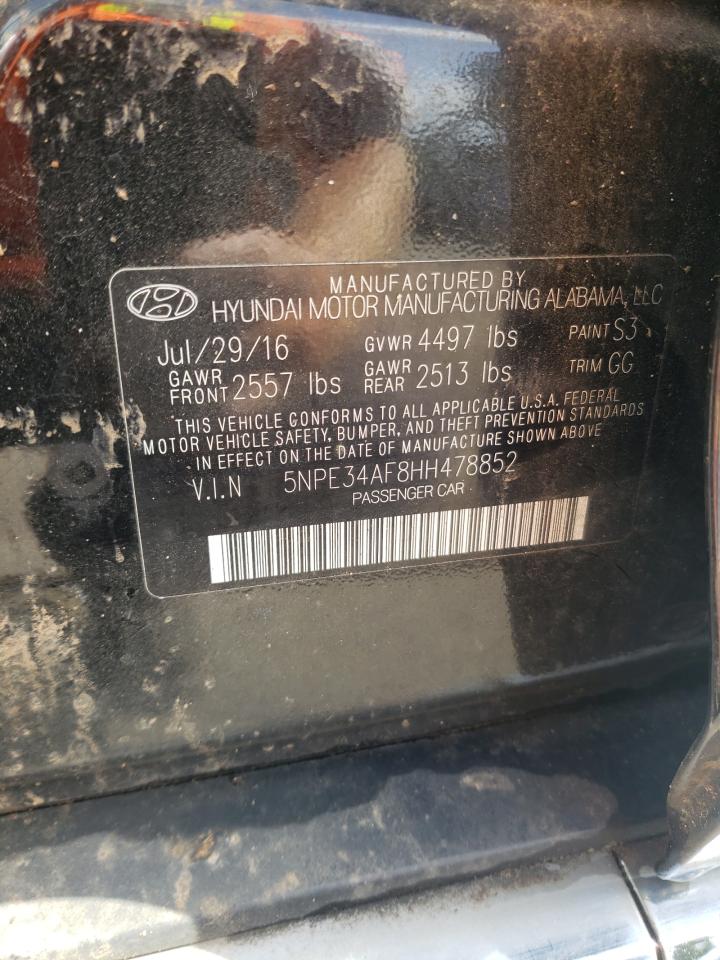 MANUFACTURED BY
HYUNDAI MOTOR MANUFACTURING ALABAMA, LLC
Jul/29/16 GVWR 4497 lbs PAINT S3
GAWR FRONT 2557 lbs GAWR REAR 2513 lbs TRIM GG
THIS VEHICLE CONFORMS TO ALL APPLICABLE U.S.A. FEDERAL
MOTOR VEHICLE SAFETY, BUMPER, AND THEFT PREVENTION STANDARDS
IN EFFECT ON THE DATE OF MANUFACTURE SHOWN ABOVE
V.I.N 5NPE34AF8HH478852
PASSENGER CAR